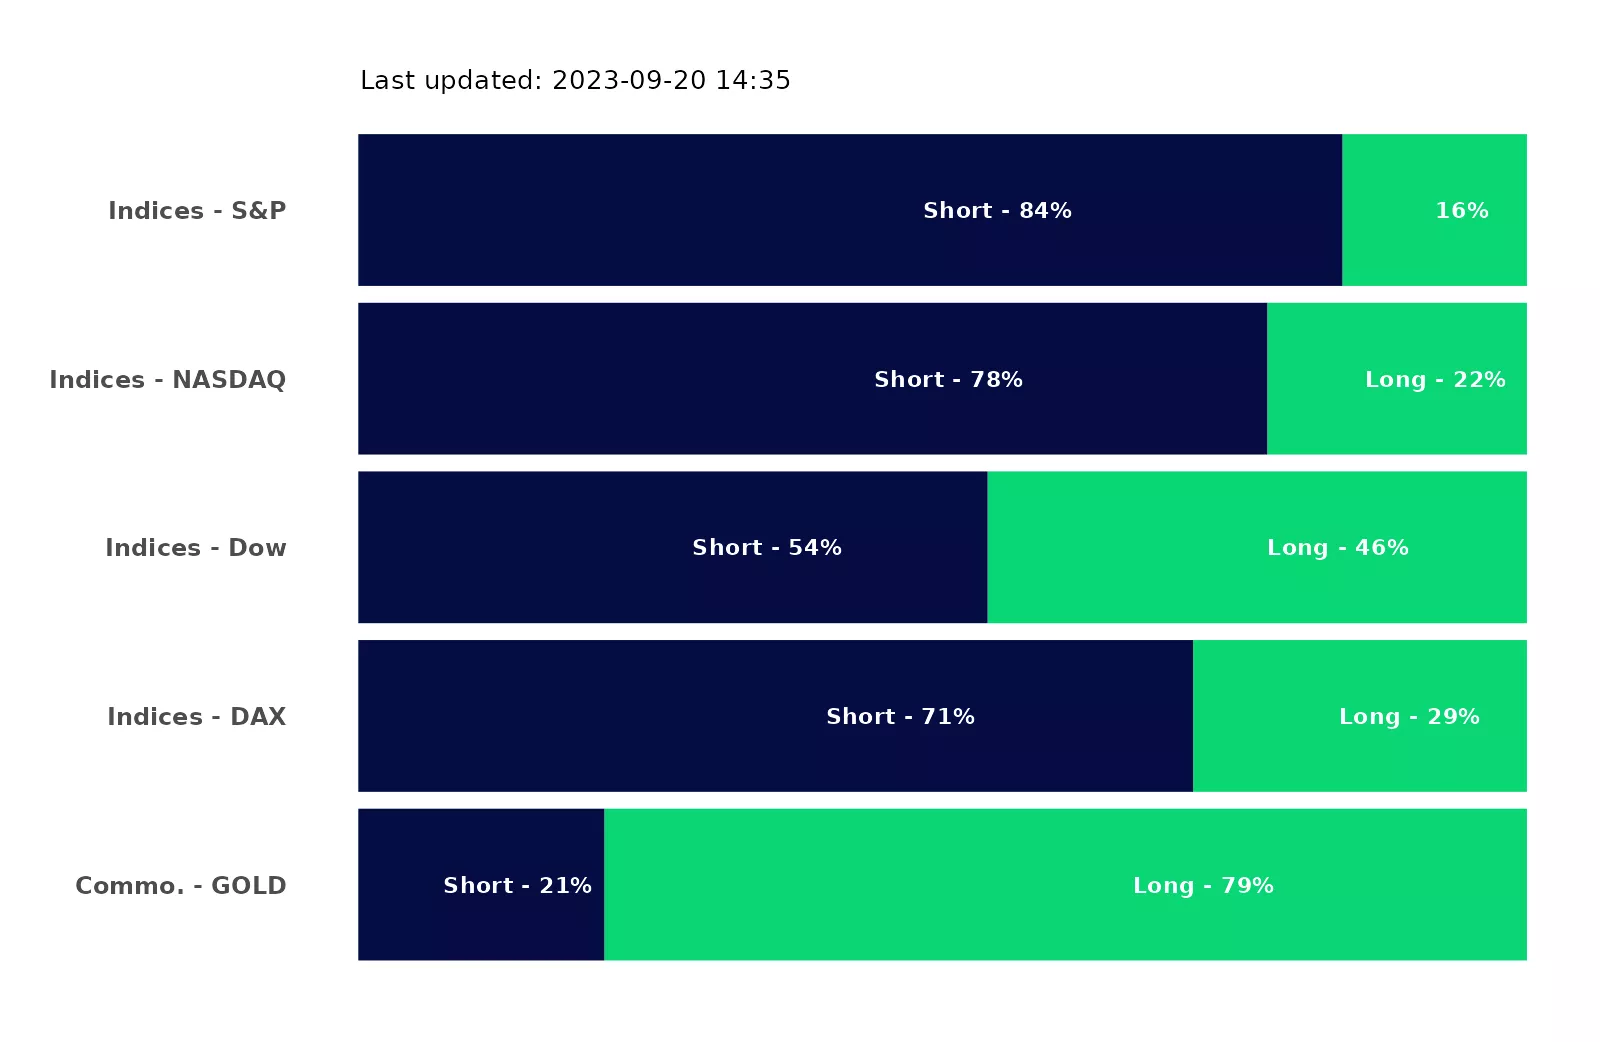 Last updated: 2023-09-20 14:35
Indices - S&P Short - 84% 16%
Indices - NASDAQ Short - 78% Long - 22%
Indices - Dow Short - 54% Long - 46%
Indices - DAX Short - 71% Long - 29%
Commo. - GOLD Short - 21% Long - 79%